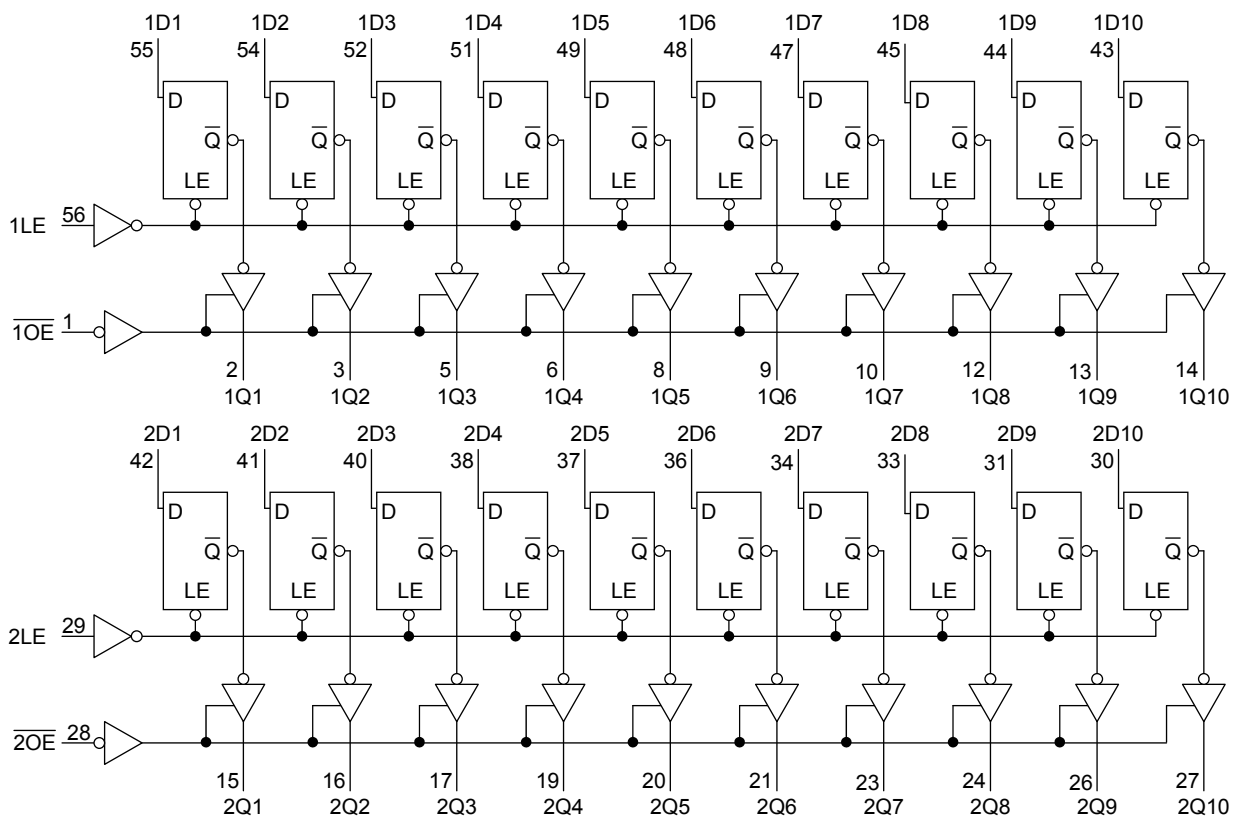 1D1 1D2 1D3 1D4 1D5 1D6 1D7 1D8 1D9 1D10
55 54 52 51 49 48 47 45 44 43
D D D D D D D D D D
Q̅ Q̅ Q̅ Q̅ Q̅ Q̅ Q̅ Q̅ Q̅ Q̅
LE LE LE LE LE LE LE LE LE LE
1LE 56
1̅O̅E̅ 1
2 3 5 6 8 9 10 12 13 14
1Q1 1Q2 1Q3 1Q4 1Q5 1Q6 1Q7 1Q8 1Q9 1Q10
2D1 2D2 2D3 2D4 2D5 2D6 2D7 2D8 2D9 2D10
42 41 40 38 37 36 34 33 31 30
D D D D D D D D D D
Q̅ Q̅ Q̅ Q̅ Q̅ Q̅ Q̅ Q̅ Q̅ Q̅
LE LE LE LE LE LE LE LE LE LE
2LE 29
2̅O̅E̅ 28
15 16 17 19 20 21 23 24 26 27
2Q1 2Q2 2Q3 2Q4 2Q5 2Q6 2Q7 2Q8 2Q9 2Q10